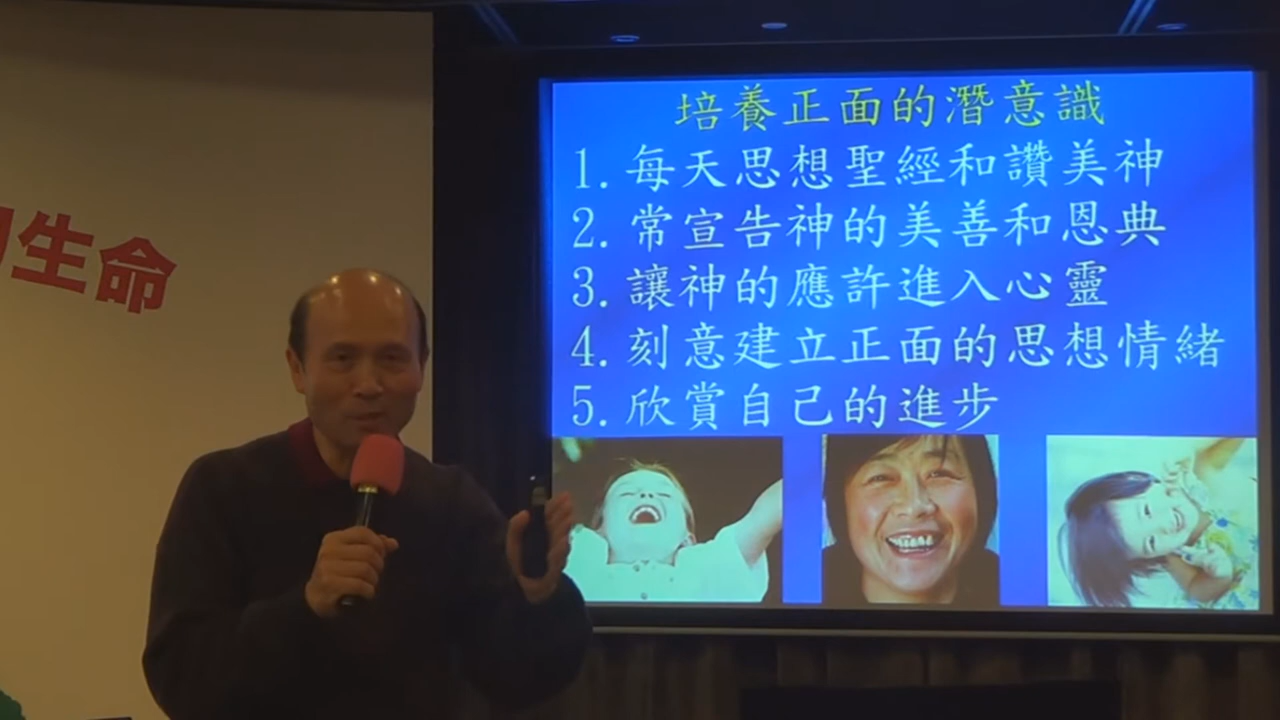 生命
培養正面的潛意識
1. 每天思想聖經和讚美神
2. 常宣告神的美善和恩典
3. 讓神的應許進入心靈
4. 刻意建立正面的思想情緒
5. 欣賞自己的進步